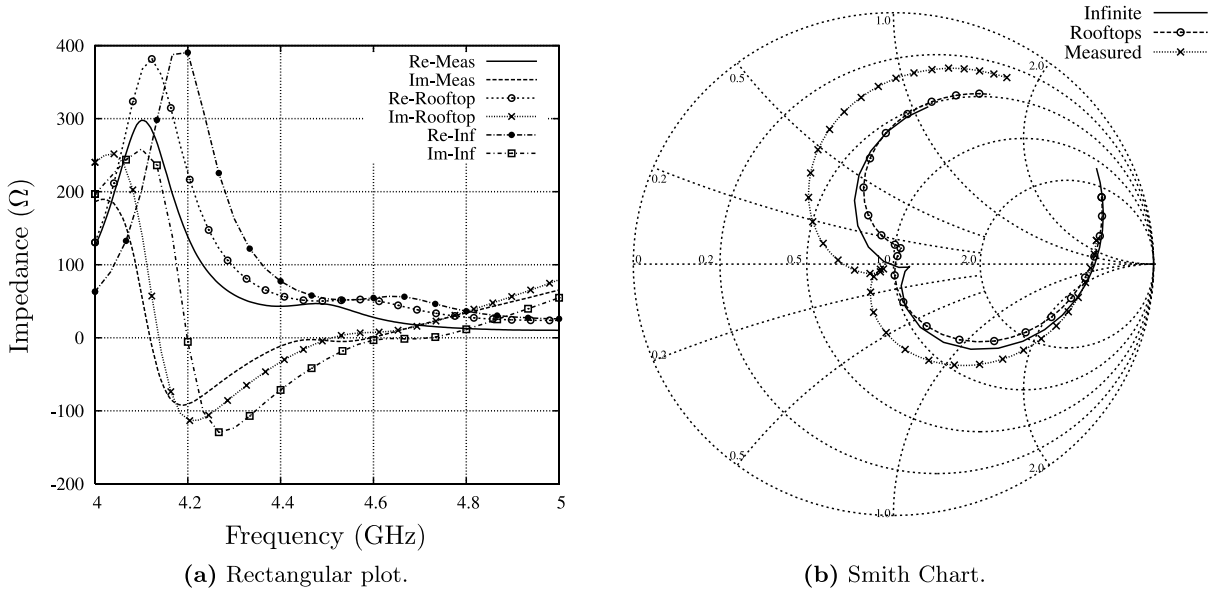 400
300
200
100
0
-100
-200
4
4.2
4.4
4.6
4.8
5
Impedance (Ω)
Frequency (GHz)
Re-Meas
Im-Meas
Re-Rooftop
Im-Rooftop
Re-Inf
Im-Inf
(a) Rectangular plot.
Infinite
Rooftops
Measured
1.0
2.0
0.5
0.2
0
0.2
0.5
2.0
0.2
0.5
2.0
1.0
(b) Smith Chart.